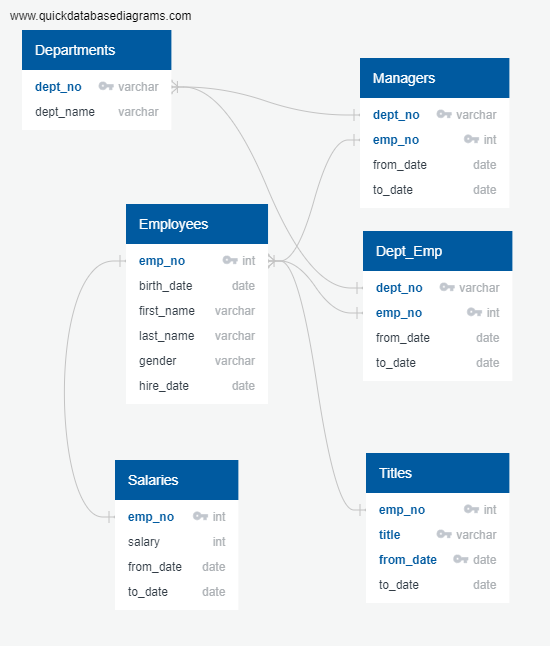 www.quickdatabasediagrams.com
Departments
dept_no varchar
dept_name varchar
Managers
dept_no varchar
emp_no int
from_date date
to_date date
Employees
emp_no int
birth_date date
first_name varchar
last_name varchar
gender varchar
hire_date date
Dept_Emp
dept_no varchar
emp_no int
from_date date
to_date date
Salaries
emp_no int
salary int
from_date date
to_date date
Titles
emp_no int
title varchar
from_date date
to_date date